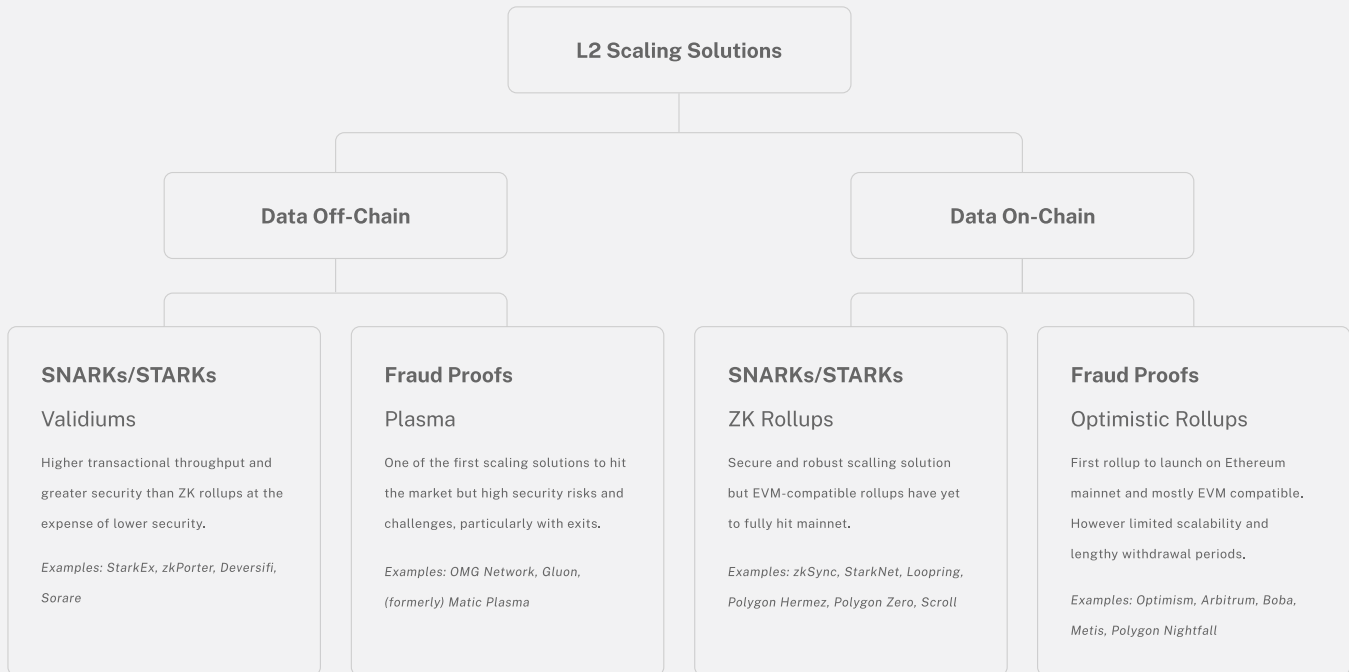 L2 Scaling Solutions
Data Off-Chain
Data On-Chain
SNARKs/STARKs
Validiums
Higher transactional throughput and
greater security than ZK rollups at the
expense of lower security.
Examples: StarkEx, zkPorter, Deversifi,
Sorare
Fraud Proofs
Plasma
One of the first scaling solutions to hit
the market but high security risks and
challenges, particularly with exits.
Examples: OMG Network, Gluon,
(formerly) Matic Plasma
SNARKs/STARKs
ZK Rollups
Secure and robust scalling solution
but EVM-compatible rollups have yet
to fully hit mainnet.
Examples: zkSync, StarkNet, Loopring,
Polygon Hermez, Polygon Zero, Scroll
Fraud Proofs
Optimistic Rollups
First rollup to launch on Ethereum
mainnet and mostly EVM compatible.
However limited scalability and
lengthy withdrawal periods.
Examples: Optimism, Arbitrum, Boba,
Metis, Polygon Nightfall